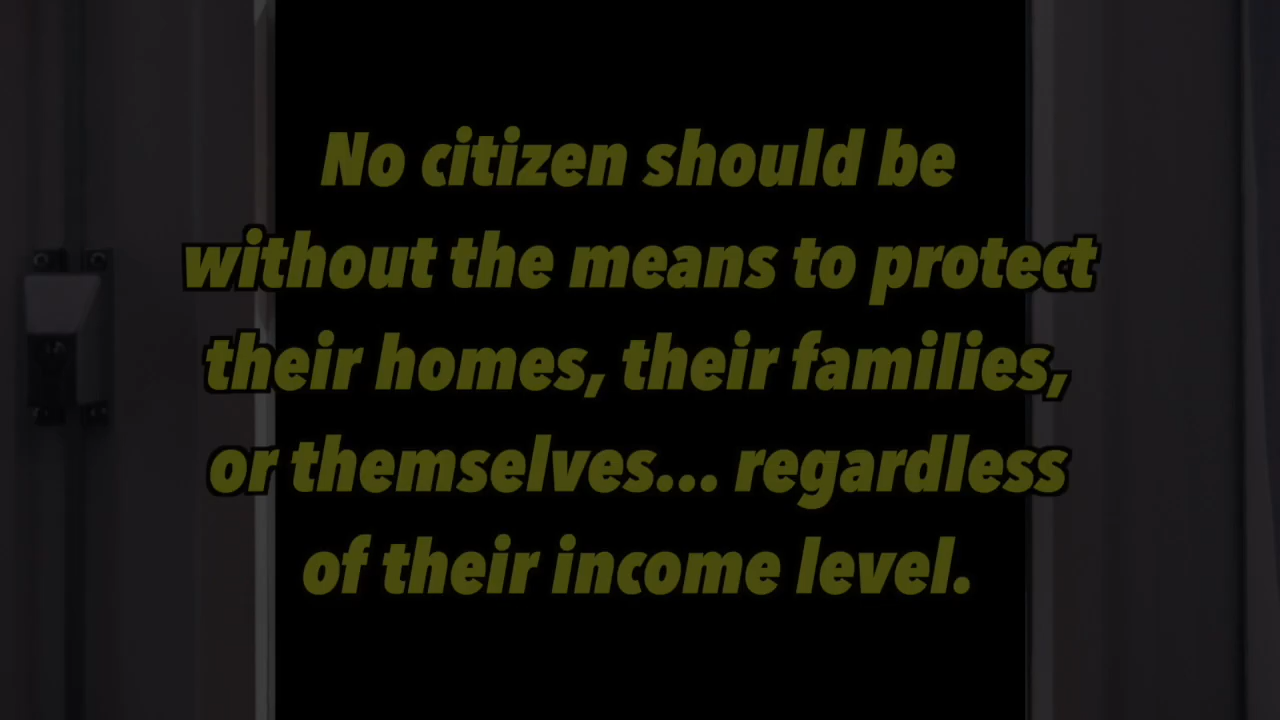 No citizen should be
without the means to protect
their homes, their families,
or themselves... regardless
of their income level.